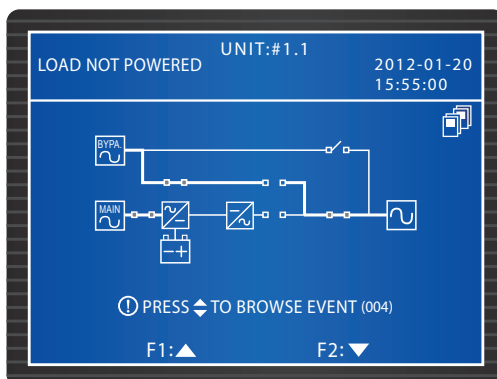 UNIT:#1.1
LOAD NOT POWERED
2012-01-20
15:55:00
BYPA.
MAIN
PRESS TO BROWSE EVENT (004)
F1: F2: